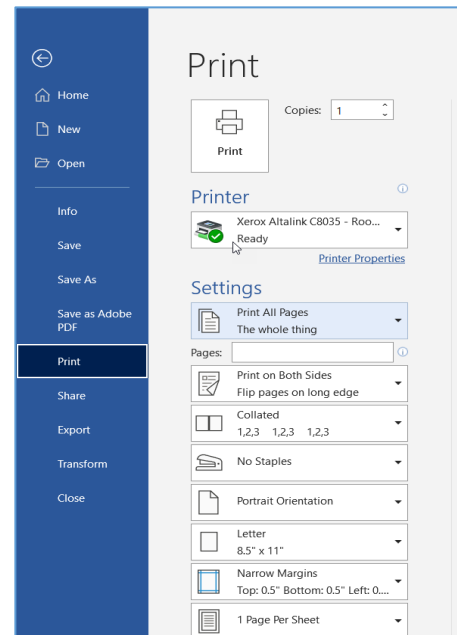 Home
New
Open
Info
Save
Save As
Save as Adobe
PDF
Print
Share
Export
Transform
Close
Print
Print
Copies: 1
Printer
Xerox Altalink C8035 - Roo...
Ready
Printer Properties
Settings
Print All Pages
The whole thing
Pages:
Print on Both Sides
Flip pages on long edge
Collated
1,2,3 1,2,3 1,2,3
No Staples
Portrait Orientation
Letter
8.5" x 11"
Narrow Margins
Top: 0.5" Bottom: 0.5" Left: 0....
1 Page Per Sheet